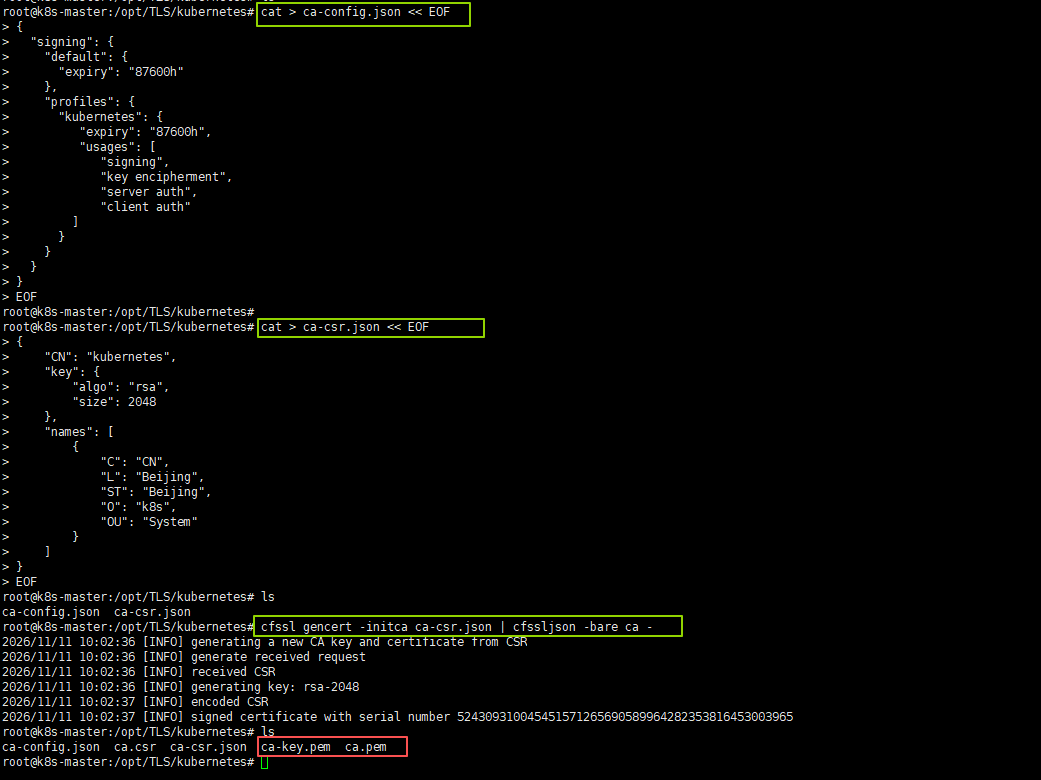 root@k8s-master:/opt/TLS/kubernetes# cat > ca-config.json << EOF
> {
>   "signing": {
>     "default": {
>       "expiry": "87600h"
>     },
>     "profiles": {
>       "kubernetes": {
>          "expiry": "87600h",
>          "usages": [
>             "signing",
>             "key encipherment",
>             "server auth",
>             "client auth"
>         ]
>       }
>     }
>   }
> }
> EOF
root@k8s-master:/opt/TLS/kubernetes#
root@k8s-master:/opt/TLS/kubernetes# cat > ca-csr.json << EOF
> {
>     "CN": "kubernetes",
>     "key": {
>         "algo": "rsa",
>         "size": 2048
>     },
>     "names": [
>         {
>             "C": "CN",
>             "L": "Beijing",
>             "ST": "Beijing",
>             "O": "k8s",
>             "OU": "System"
>         }
>     ]
> }
> EOF
root@k8s-master:/opt/TLS/kubernetes# ls
ca-config.json  ca-csr.json
root@k8s-master:/opt/TLS/kubernetes# cfssl gencert -initca ca-csr.json | cfssljson -bare ca -
2026/11/11 10:02:36 [INFO] generating a new CA key and certificate from CSR
2026/11/11 10:02:36 [INFO] generate received request
2026/11/11 10:02:36 [INFO] received CSR
2026/11/11 10:02:36 [INFO] generating key: rsa-2048
2026/11/11 10:02:37 [INFO] encoded CSR
2026/11/11 10:02:37 [INFO] signed certificate with serial number 524309310045451571265690589964282353816453003965
root@k8s-master:/opt/TLS/kubernetes# ls
ca-config.json  ca.csr  ca-csr.json  ca-key.pem  ca.pem
root@k8s-master:/opt/TLS/kubernetes#